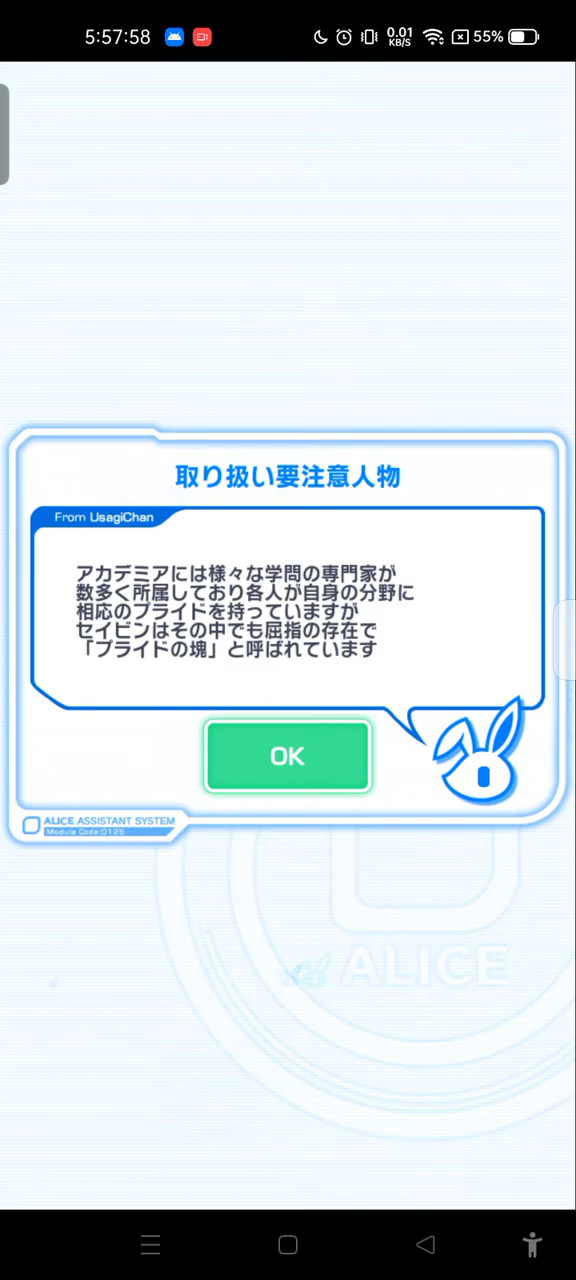 5:57:58
0.01
KB/S
55%
取り扱い要注意人物
From UsagiChan
アカデミアには様々な学問の専門家が
数多く所属しており各人が自身の分野に
相応のプライドを持っていますが
セイビンはその中でも屈指の存在で
「プライドの塊」と呼ばれています
OK
ALICE ASSISTANT SYSTEM
Module Code:0125
ALICE